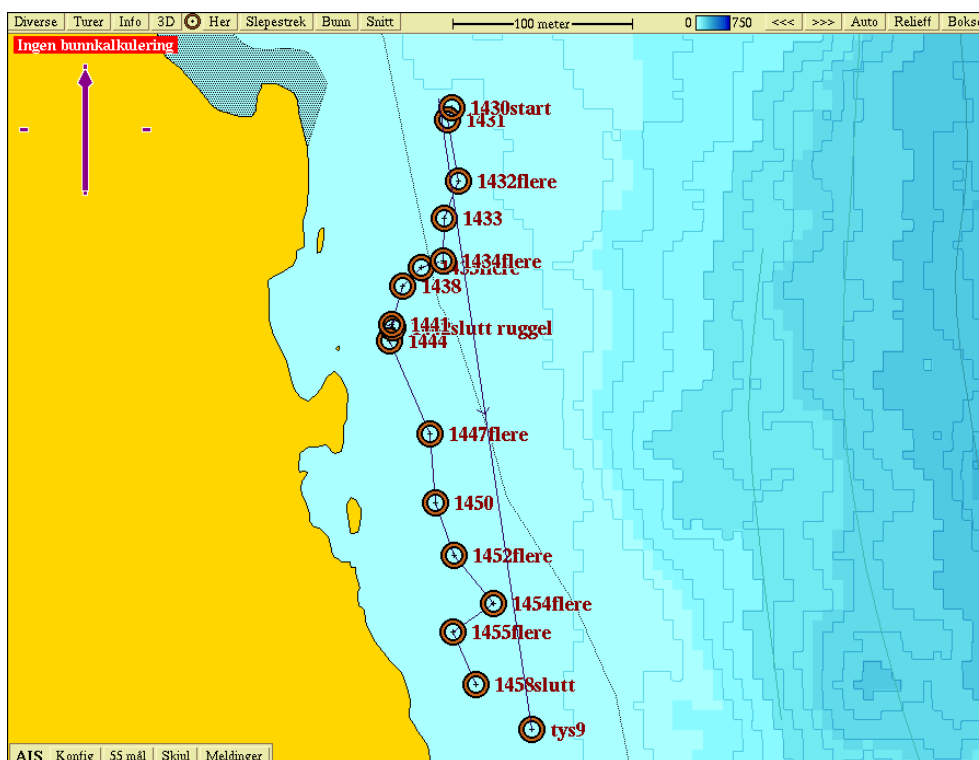 Diverse Turer Info 3D Her Slepestrek Bunn Snitt 100 meter 0 750 <<< >>> Auto Relieff Bokse
Ingen bunnkalkulering
1430start
1431
1432flere
1433
1434flere
1438
1441
slutt ruggel
1444
1447flere
1450
1452flere
1454flere
1455flere
1458slutt
tys9
AIS Konfig 55 mål Skjul Meldinger